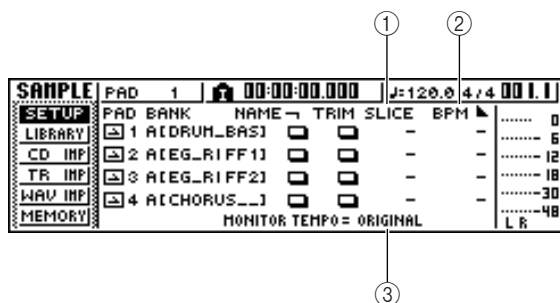 ① ②
SAMPLE PAD 1 00:00:00.000 ♩=120.0 4/4 001.1
SETUP PAD BANK NAME TRIM SLICE BPM 0
LIBRARY 1 A[DRUM_BAS] - - 6
CD IMP 2 A[EG_RIFF1] - - 12
TR IMP 3 A[EG_RIFF2] - - 18
WAV IMP 4 A[CHORUS__] - - 30
MEMORY MONITOR TEMPO= ORIGINAL 48
L R
③